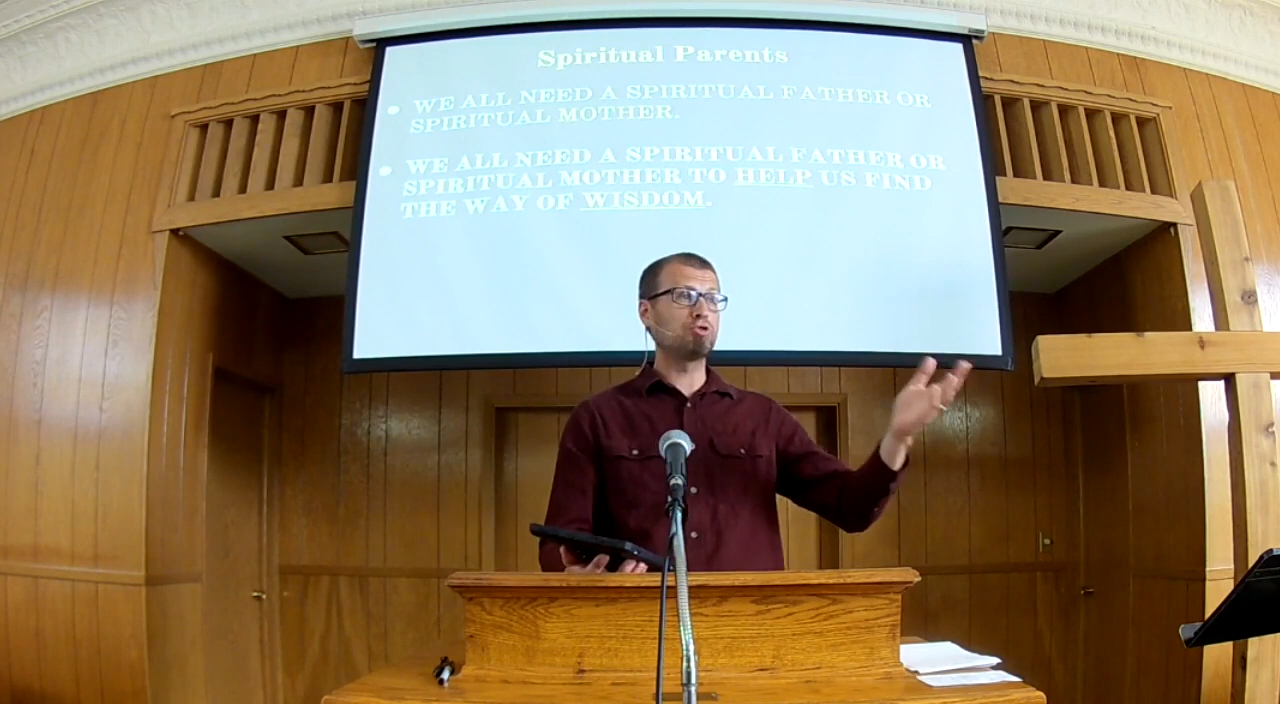 Spiritual Parents
• WE ALL NEED A SPIRITUAL FATHER OR
SPIRITUAL MOTHER.
• WE ALL NEED A SPIRITUAL FATHER OR
SPIRITUAL MOTHER TO HELP US FIND
THE WAY OF WISDOM.